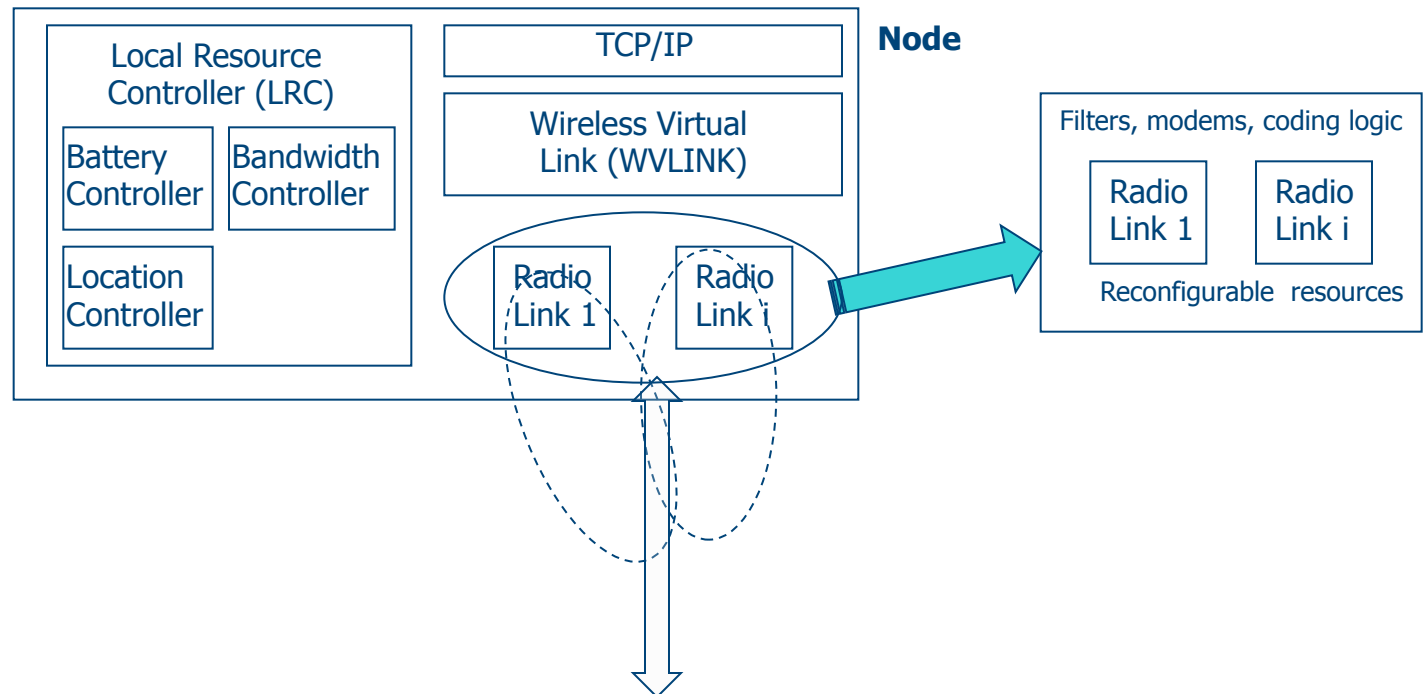 Node
Local Resource
Controller (LRC)
Battery
Controller
Bandwidth
Controller
Location
Controller
TCP/IP
Wireless Virtual
Link (WVLINK)
Radio
Link 1
Radio
Link i
Filters, modems, coding logic
Radio
Link 1
Radio
Link i
Reconfigurable resources